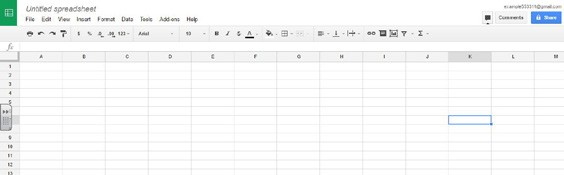 Untitled spreadsheet
example533315@gmail.com
File Edit View Insert Format Data Tools Add-ons Help
Comments
Share
$ % .0 .00 123 Arial 10 B I S A Σ
fx
A B C D E F G H I J K L M
1
2
3
4
5
9
10
11
12
13